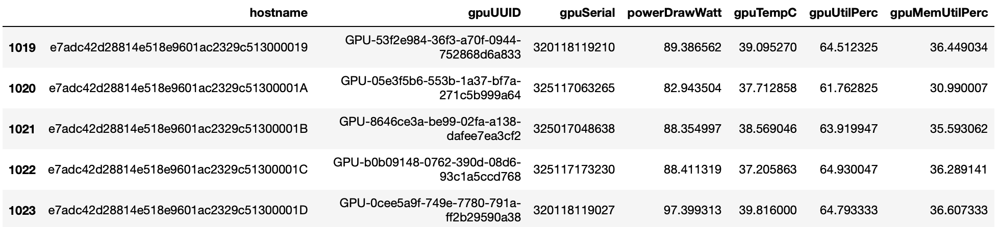 hostname gpuUUID gpuSerial powerDrawWatt gpuTempC gpuUtilPerc gpuMemUtilPerc
1019 e7adc42d28814e518e9601ac2329c513000019 GPU-53f2e984-36f3-a70f-0944- 320118119210 89.386562 39.095270 64.512325 36.449034
752868d6a833
1020 e7adc42d28814e518e9601ac2329c51300001A GPU-05e3f5b6-553b-1a37-bf7a- 325117063265 82.943504 37.712858 61.762825 30.990007
271c5b999a64
1021 e7adc42d28814e518e9601ac2329c51300001B GPU-8646ce3a-be99-02fa-a138- 325017048638 88.354997 38.569046 63.919947 35.593062
dafee7ea3cf2
1022 e7adc42d28814e518e9601ac2329c51300001C GPU-b0b09148-0762-390d-08d6- 325117173230 88.411319 37.205863 64.930047 36.289141
93c1a5ccd768
1023 e7adc42d28814e518e9601ac2329c51300001D GPU-0cee5a9f-749e-7780-791a- 320118119027 97.399313 39.816000 64.793333 36.607333
ff2b29590a38